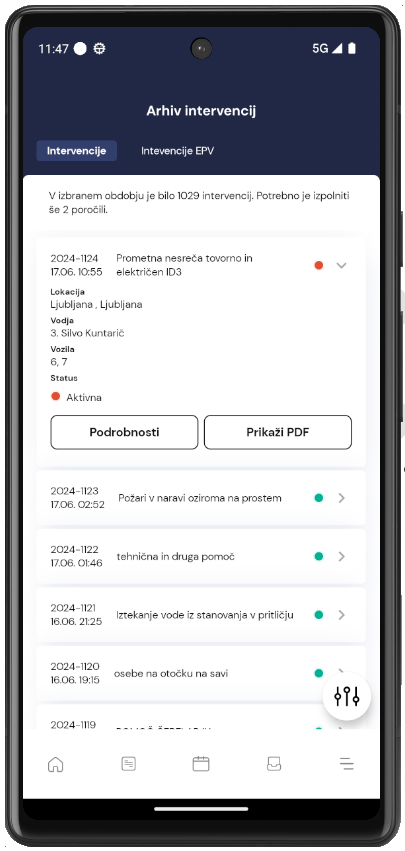 11:47 5G
Arhiv intervencij
Intervencije Intevencije EPV
V izbranem obdobju je bilo 1029 intervencij. Potrebno je izpolniti
še 2 poročili.
2024-1124 Prometna nesreča tovorno in
17.06. 10:55 električen ID3
Lokacija
Ljubljana , Ljubljana
Vodja
3. Silvo Kuntarič
Vozila
6, 7
Status
Aktivna
Podrobnosti Prikaži PDF
2024-1123
17.06. 02:52 Požari v naravi oziroma na prostem
2024-1122
17.06. 01:46 tehnična in druga pomoč
2024-1121
16.06. 21:25 Iztekanje vode iz stanovanja v pritličju
2024-1120
16.06. 19:15 osebe na otočku na savi
2024-1119